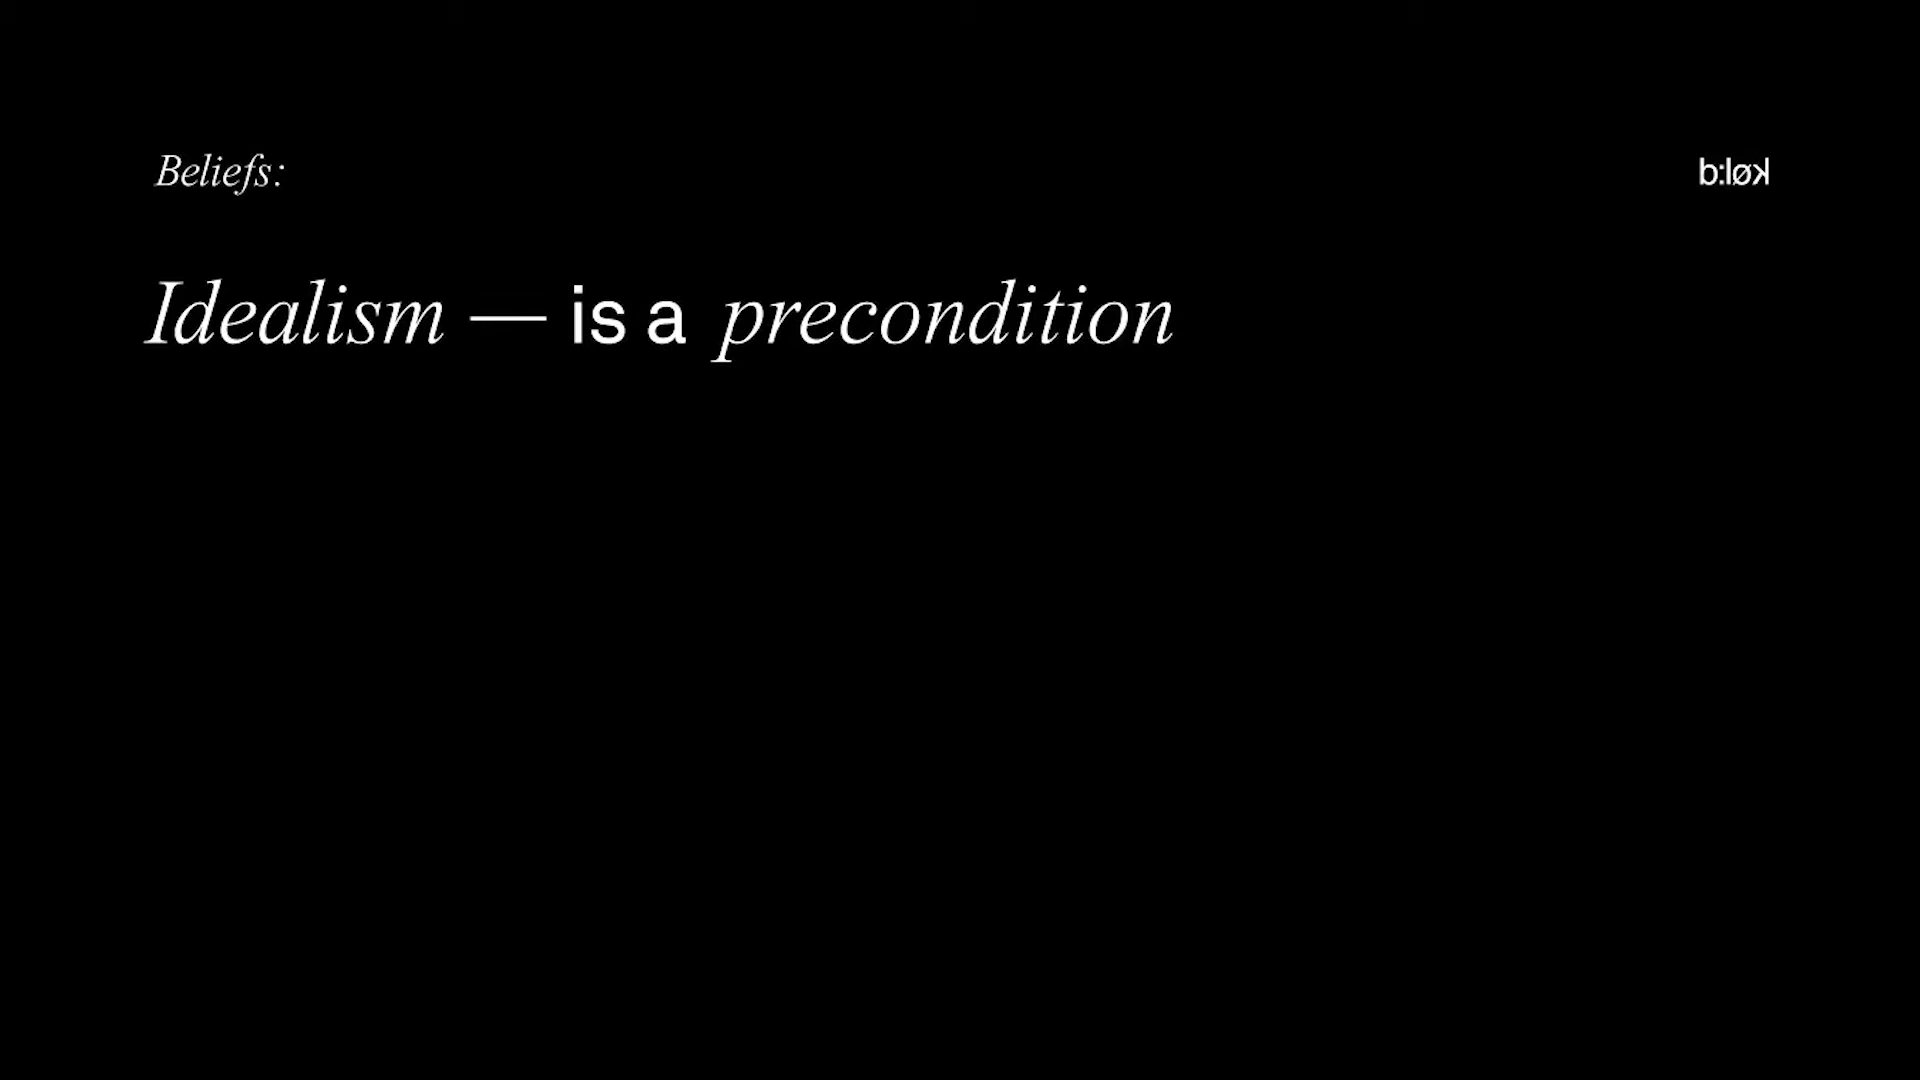 Beliefs:
b:løk
Idealism — is a precondition